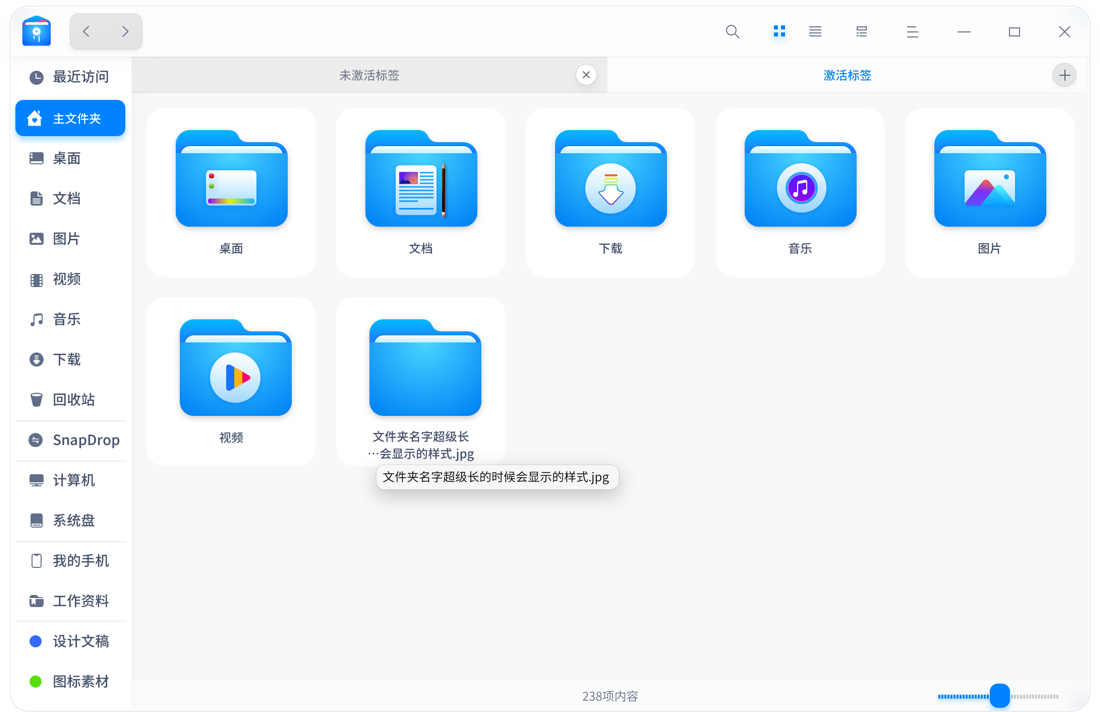 未激活标签
激活标签
最近访问
主文件夹
桌面
文档
图片
视频
音乐
下载
回收站
SnapDrop
计算机
系统盘
我的手机
工作资料
设计文稿
图标素材
桌面
文档
下载
音乐
图片
视频
文件夹名字超级长
…会显示的样式.jpg
文件夹名字超级长的时候会显示的样式.jpg
238项内容